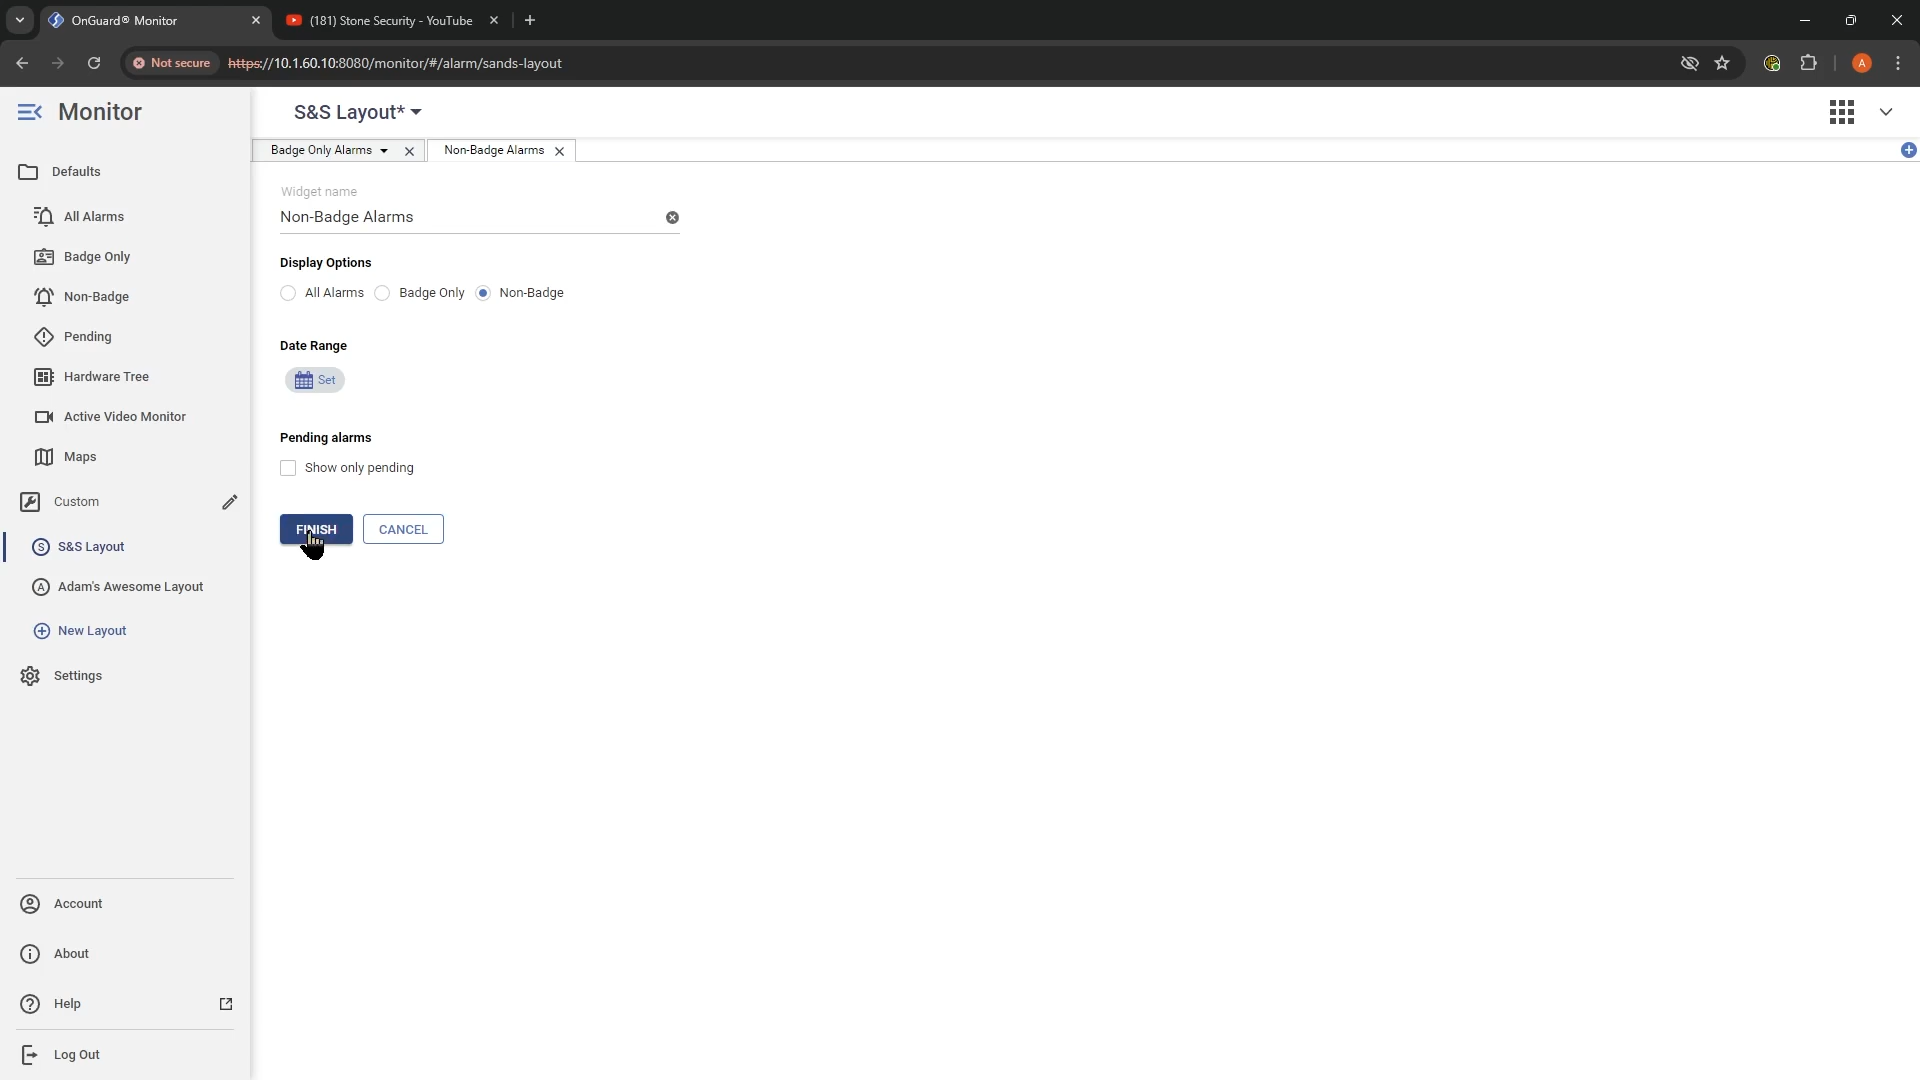 OnGuard® Monitor
(181) Stone Security - YouTube
Not secure
https://10.1.60.10:8080/monitor/#/alarm/sands-layout
A
Monitor
S&S Layout*
Badge Only Alarms
Non-Badge Alarms
Defaults
All Alarms
Badge Only
Non-Badge
Pending
Hardware Tree
Active Video Monitor
Maps
Custom
S S&S Layout
A Adam's Awesome Layout
New Layout
Settings
Account
About
Help
Log Out
Widget name
Non-Badge Alarms
Display Options
All Alarms Badge Only Non-Badge
Date Range
Set
Pending alarms
Show only pending
FINISH CANCEL